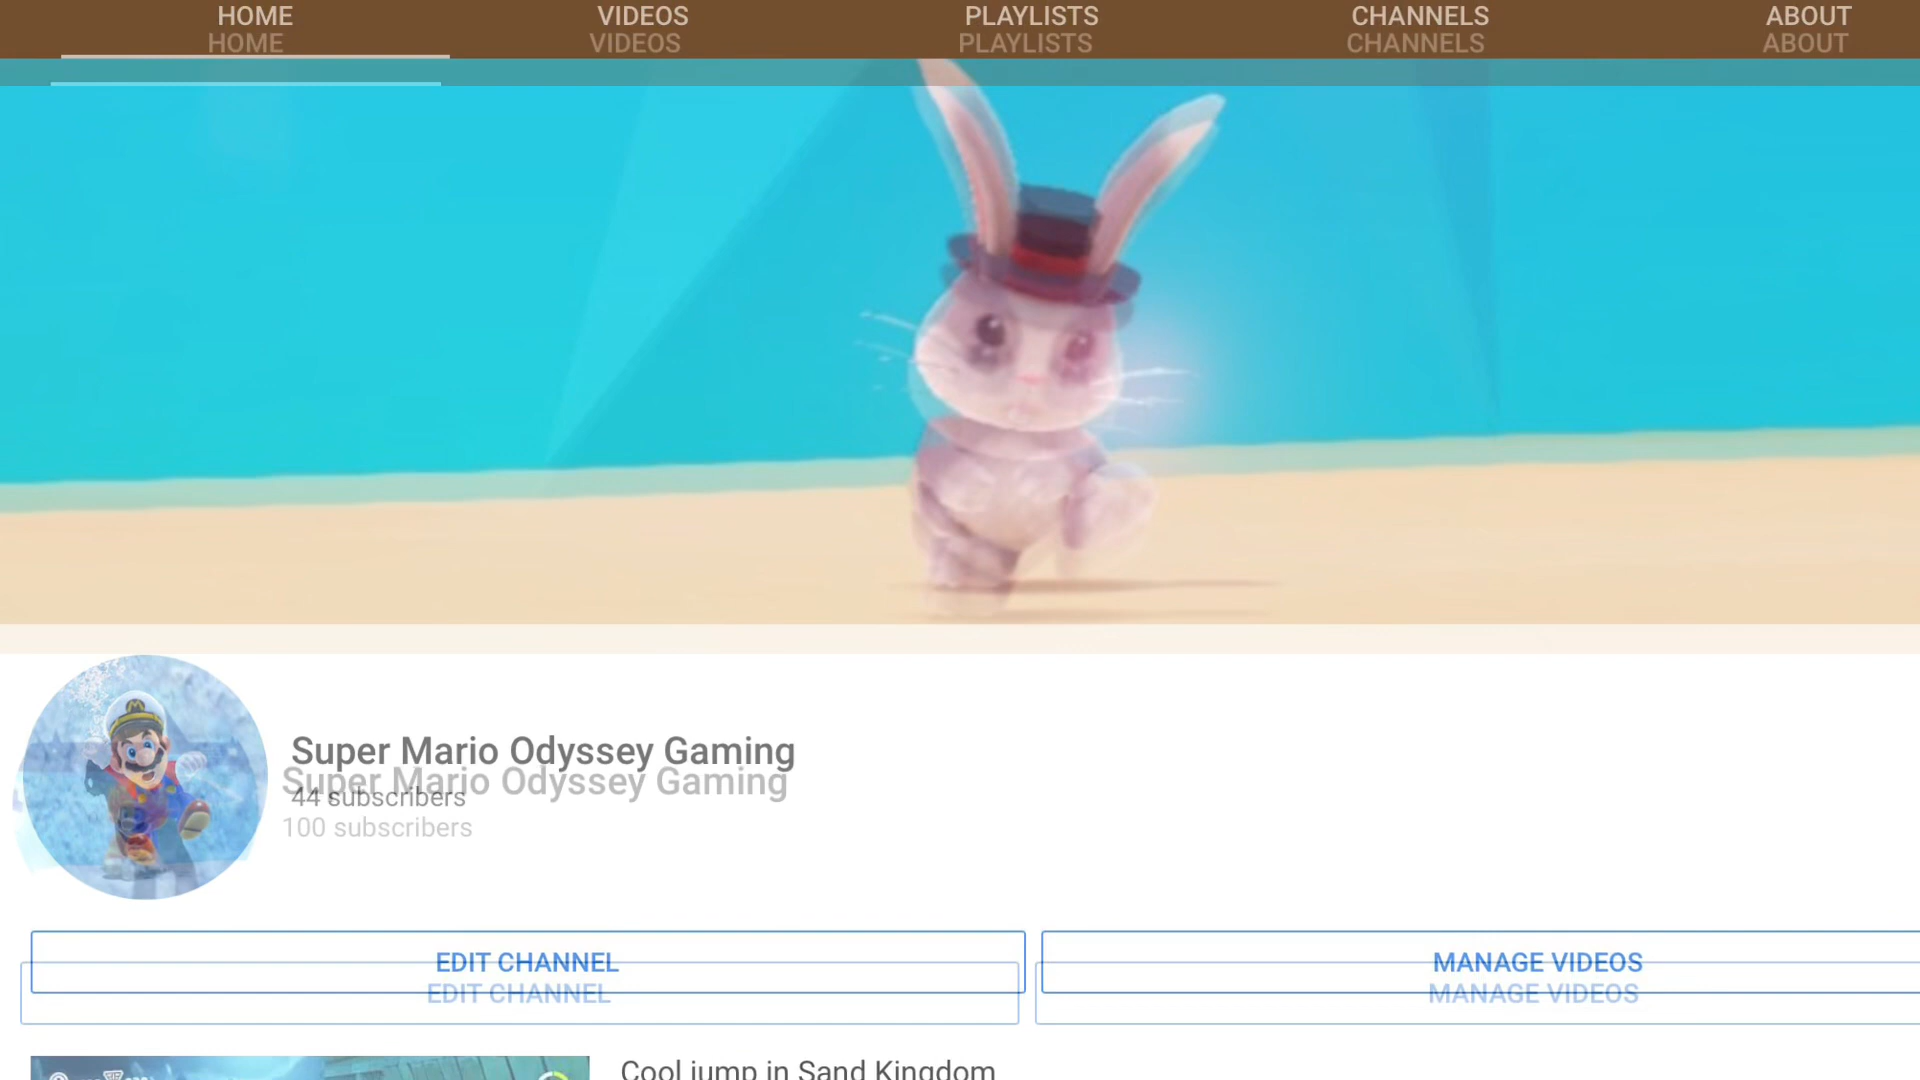 HOME VIDEOS PLAYLISTS CHANNELS ABOUT
HOME VIDEOS PLAYLISTS CHANNELS ABOUT
Super Mario Odyssey Gaming
Super Mario Odyssey Gaming
44 subscribers
100 subscribers
EDIT CHANNEL MANAGE VIDEOS
EDIT CHANNEL MANAGE VIDEOS
Cool jump in Sand Kingdom